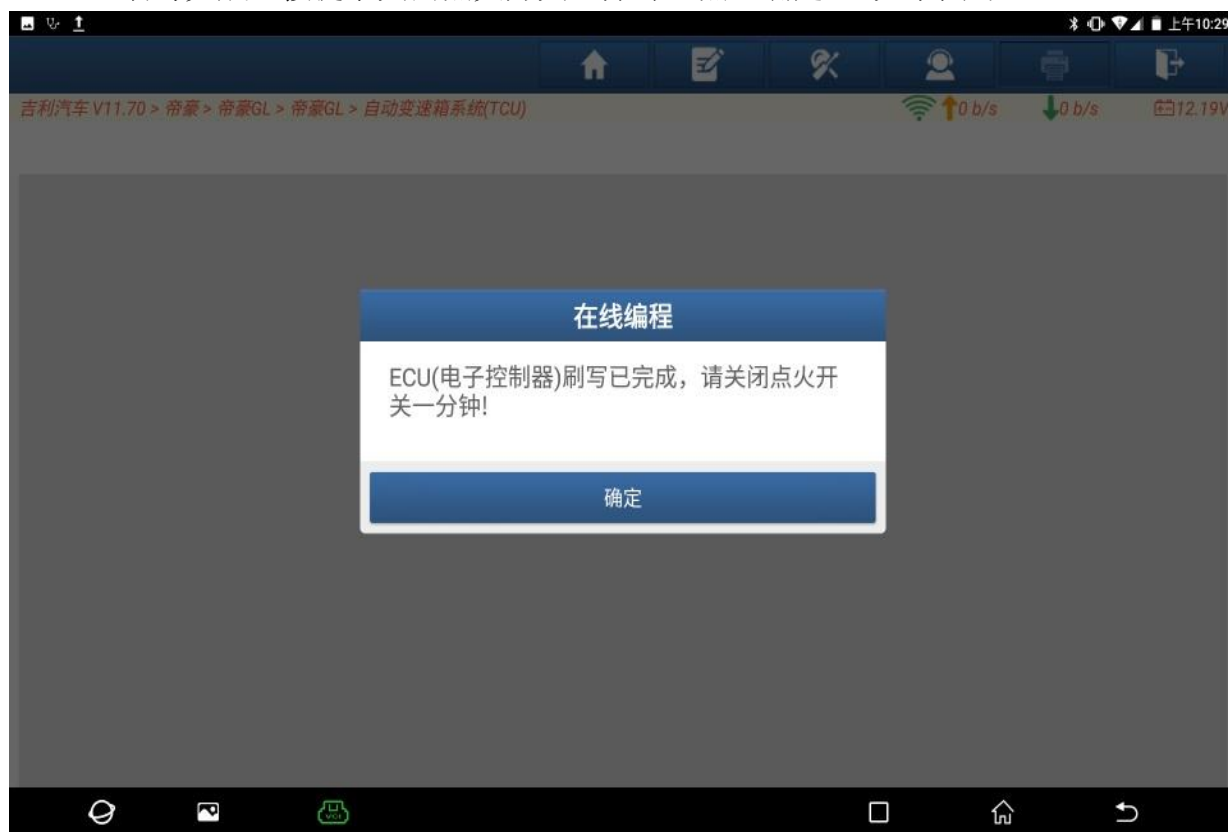 上午10:29
吉利汽车 V11.70 > 帝豪 > 帝豪GL > 帝豪GL > 自动变速箱系统(TCU)
0 b/s
0 b/s
12.19V
在线编程
ECU(电子控制器)刷写已完成，请关闭点火开
关一分钟!
确定
VCI